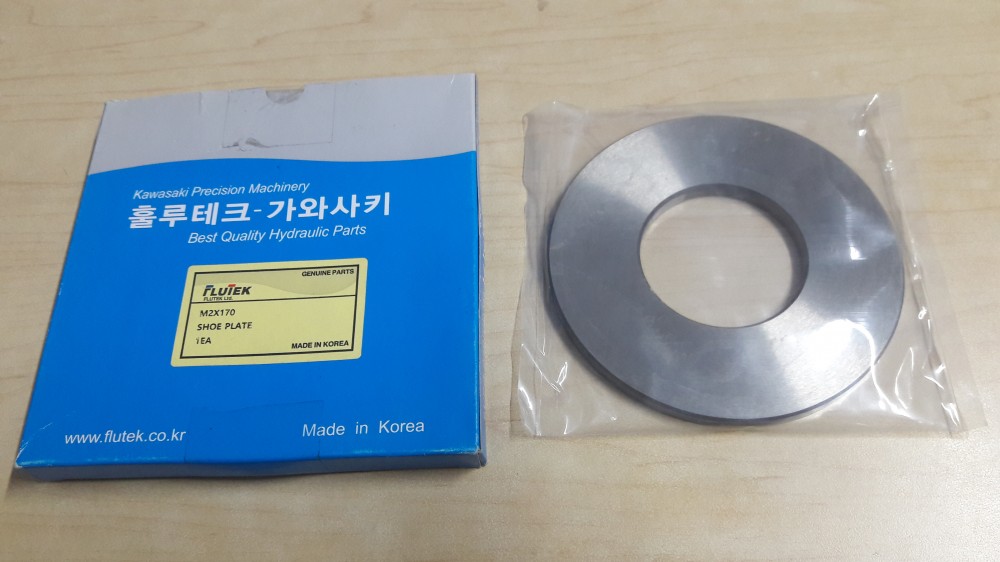 Kawasaki Precision Machinery
훌루테크-가와사키
Best Quality Hydraulic Parts
GENUINE PARTS
FLUTEK
FLUTEK Ltd.
M2X170
SHOE PLATE
1EA
MADE IN KOREA
www.flutek.co.kr
Made in Korea